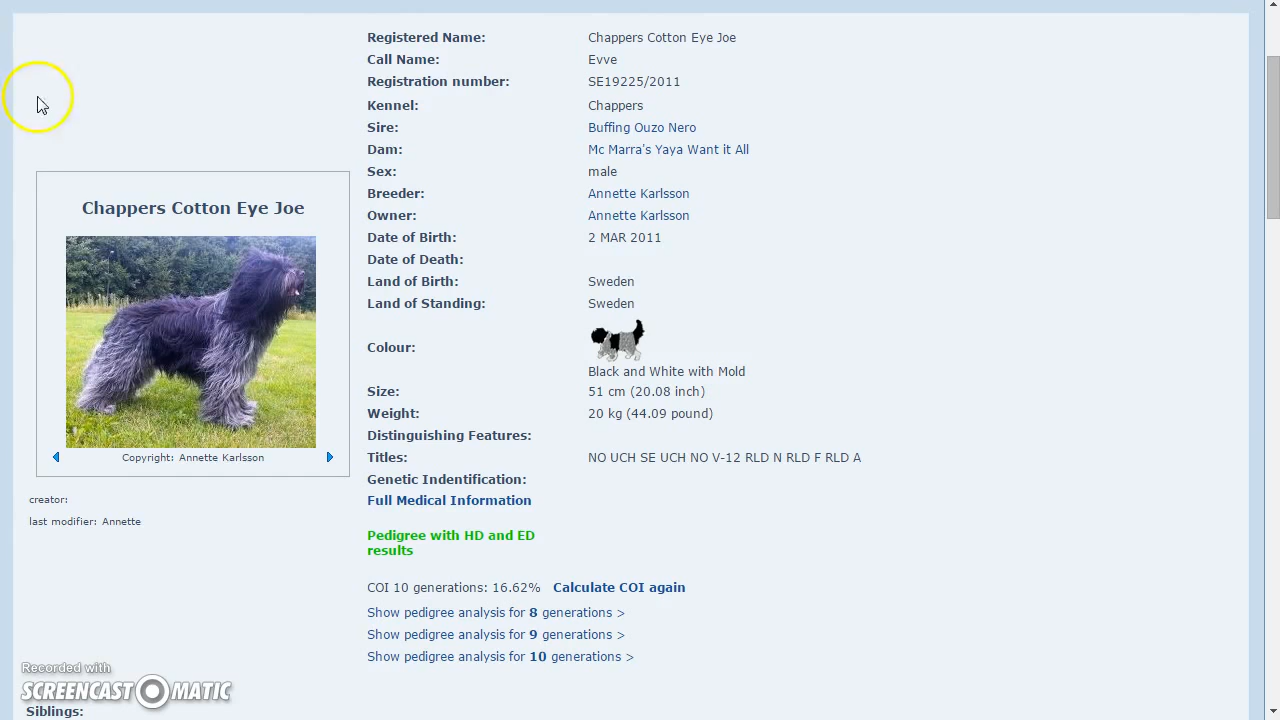 Registered Name: Chappers Cotton Eye Joe
Call Name: Evve
Registration number: SE19225/2011
Kennel: Chappers
Sire: Buffing Ouzo Nero
Dam: Mc Marra's Yaya Want it All
Sex: male
Breeder: Annette Karlsson
Owner: Annette Karlsson
Date of Birth: 2 MAR 2011
Date of Death:
Land of Birth: Sweden
Land of Standing: Sweden
Colour:
Black and White with Mold
Size: 51 cm (20.08 inch)
Weight: 20 kg (44.09 pound)
Distinguishing Features:
Titles: NO UCH SE UCH NO V-12 RLD N RLD F RLD A
Genetic Indentification:
Full Medical Information
Pedigree with HD and ED
results
COI 10 generations: 16.62% Calculate COI again
Show pedigree analysis for 8 generations >
Show pedigree analysis for 9 generations >
Show pedigree analysis for 10 generations >
Chappers Cotton Eye Joe
Copyright: Annette Karlsson
creator:
last modifier: Annette
Recorded with
SCREENCAST O MATIC
Siblings: